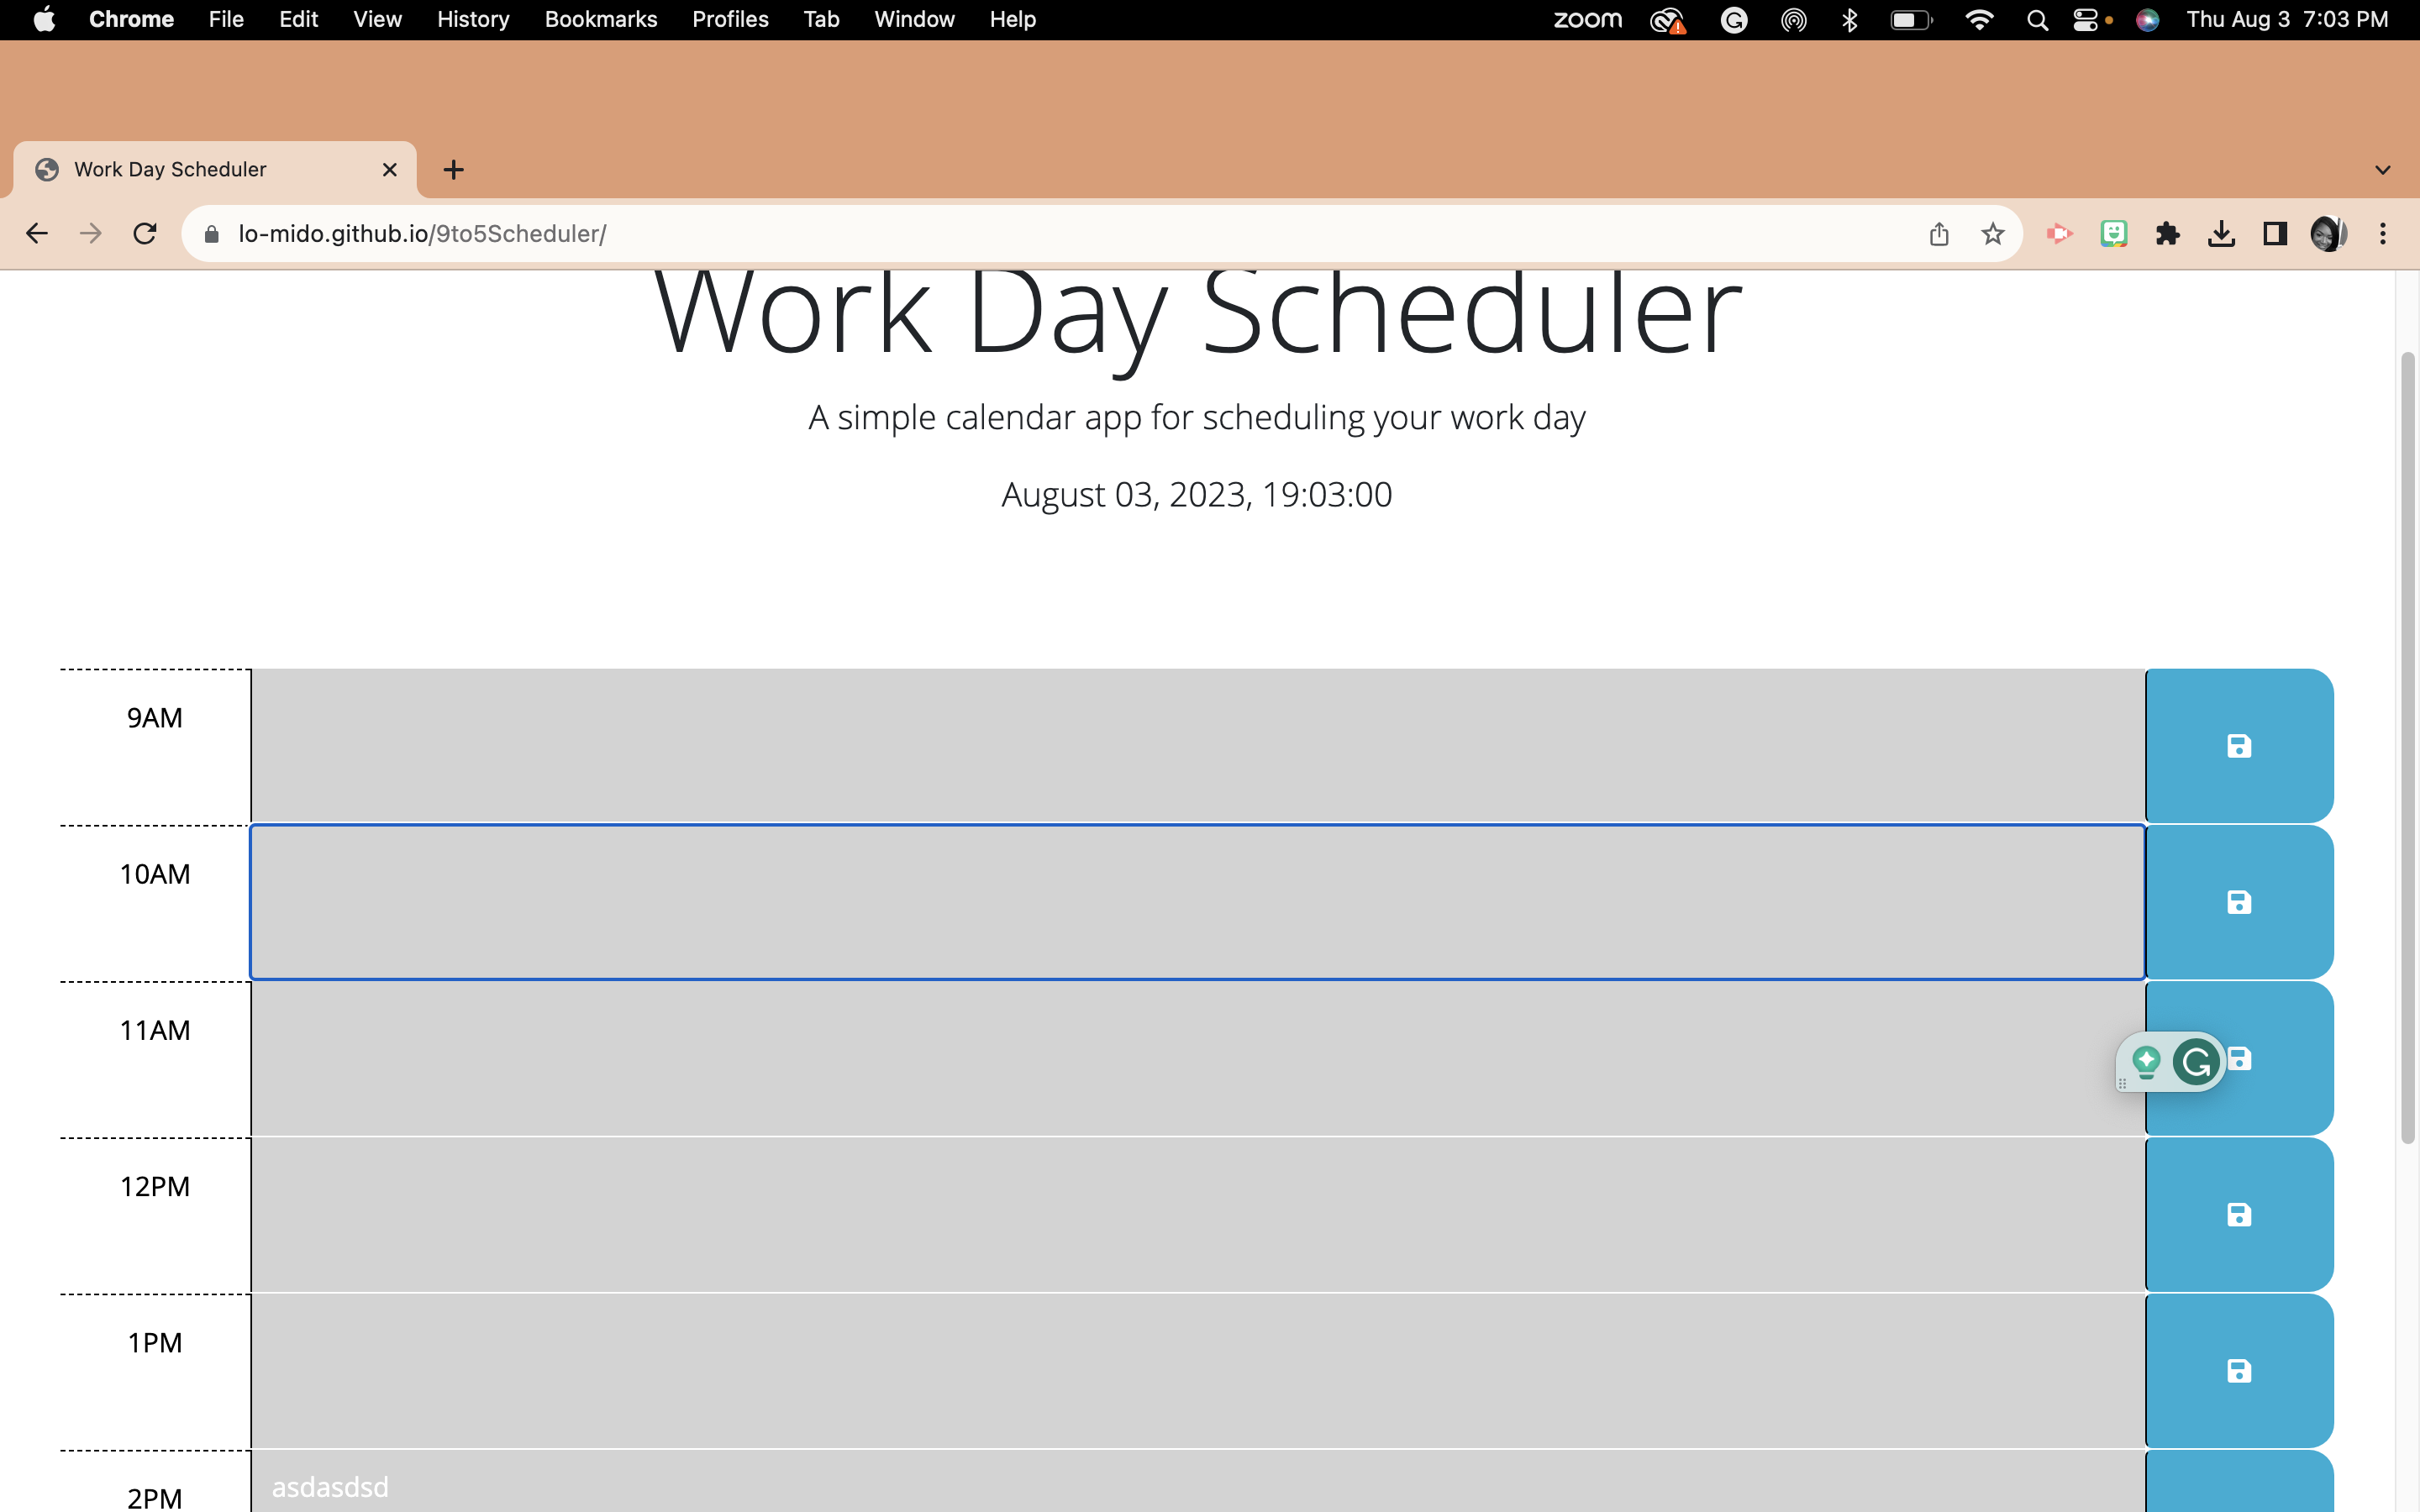 Chrome File Edit View History Bookmarks Profiles Tab Window Help zoom Thu Aug 3 7:03 PM
Work Day Scheduler
lo-mido.github.io/9to5Scheduler/
Work Day Scheduler
A simple calendar app for scheduling your work day
August 03, 2023, 19:03:00
9AM
10AM
11AM
12PM
1PM
2PM asdasdsd